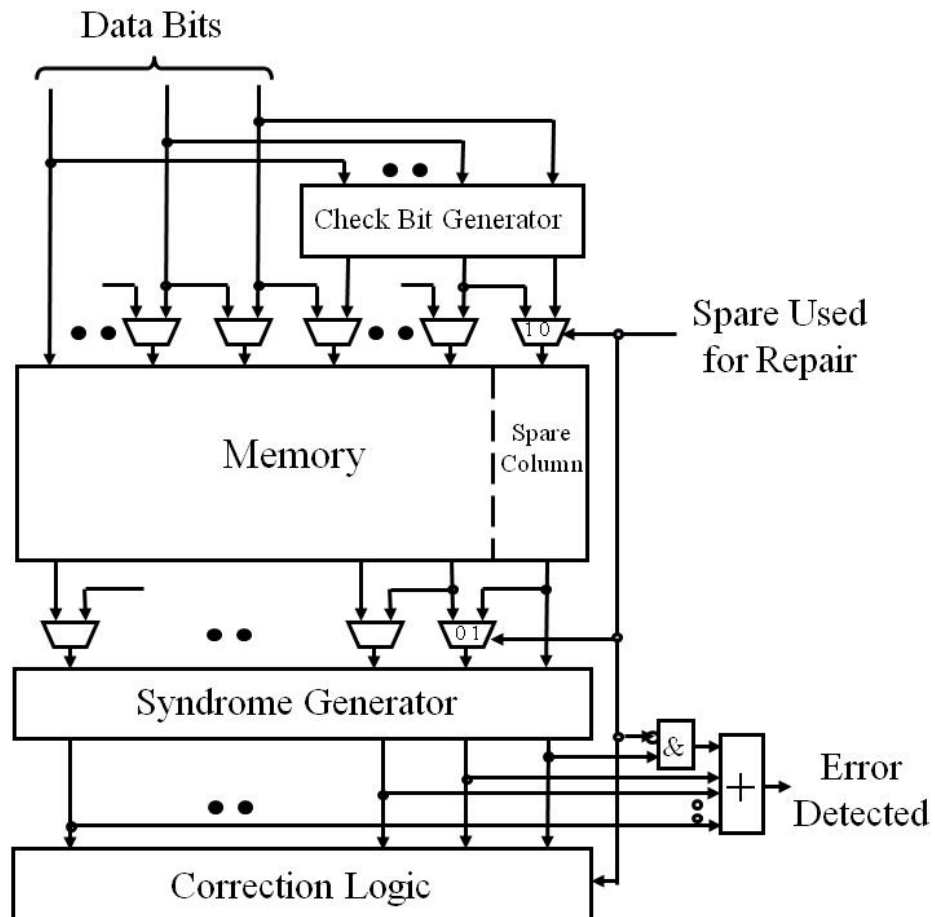 Data Bits
Check Bit Generator
1 0
Spare Used
for Repair
Memory
Spare
Column
0 1
Syndrome Generator
&
+
Error
Detected
Correction Logic